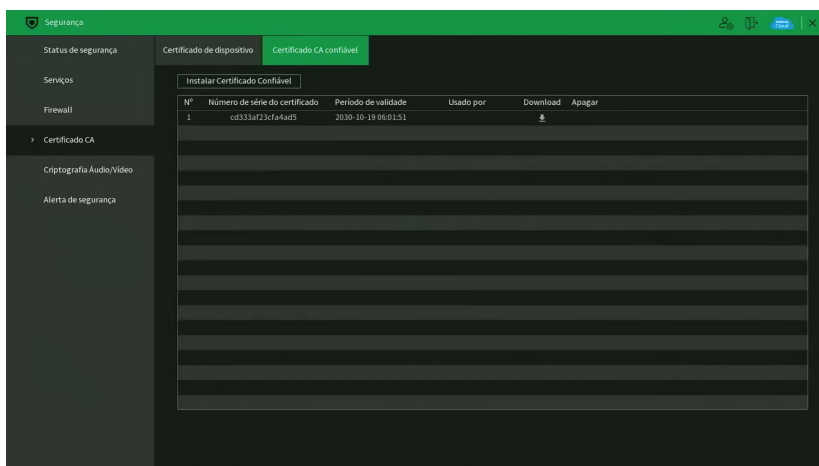 Segurança
Status de segurança
Serviços
Firewall
> Certificado CA
Criptografia Áudio/Vídeo
Alerta de segurança
Certificado de dispositivo Certificado CA confiável
Instalar Certificado Confiável
Nº Número de série do certificado Período de validade Usado por Download Apagar
1 cd333af23cfa4ad5 2030-10-19 06:01:51